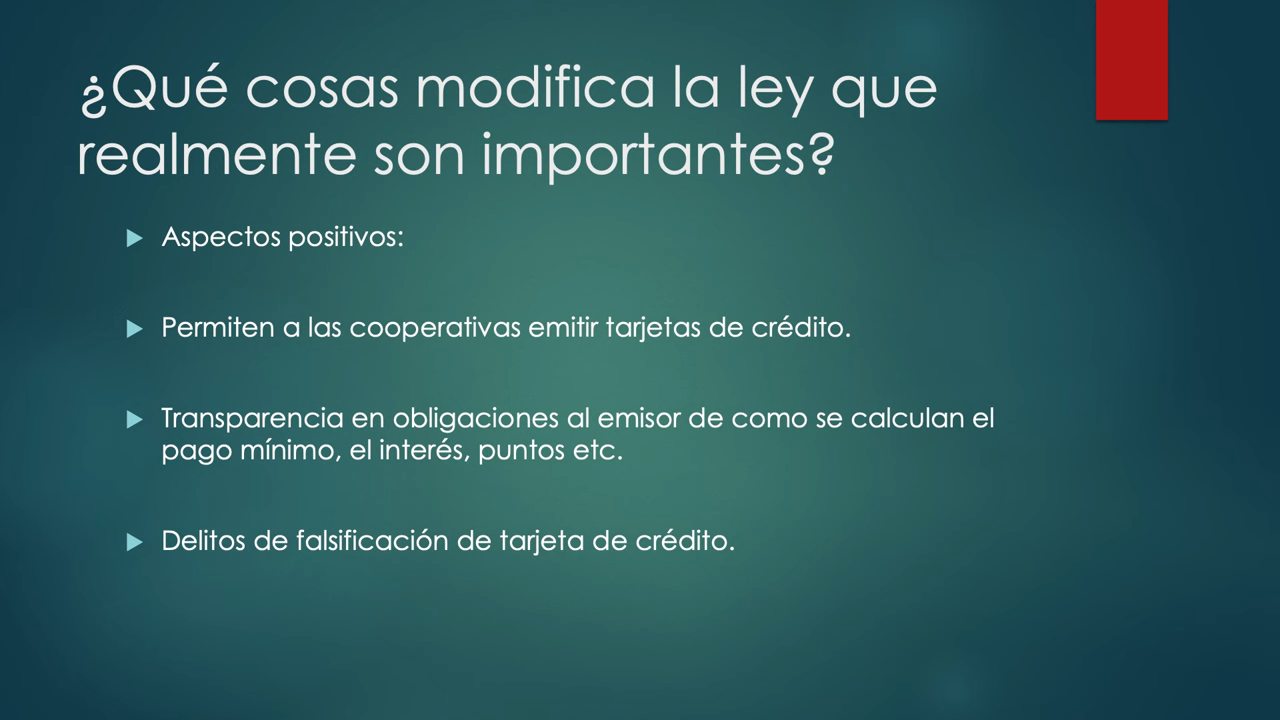 ¿Qué cosas modifica la ley que
realmente son importantes?
Aspectos positivos:
Permiten a las cooperativas emitir tarjetas de crédito.
Transparencia en obligaciones al emisor de como se calculan el
pago mínimo, el interés, puntos etc.
Delitos de falsificación de tarjeta de crédito.